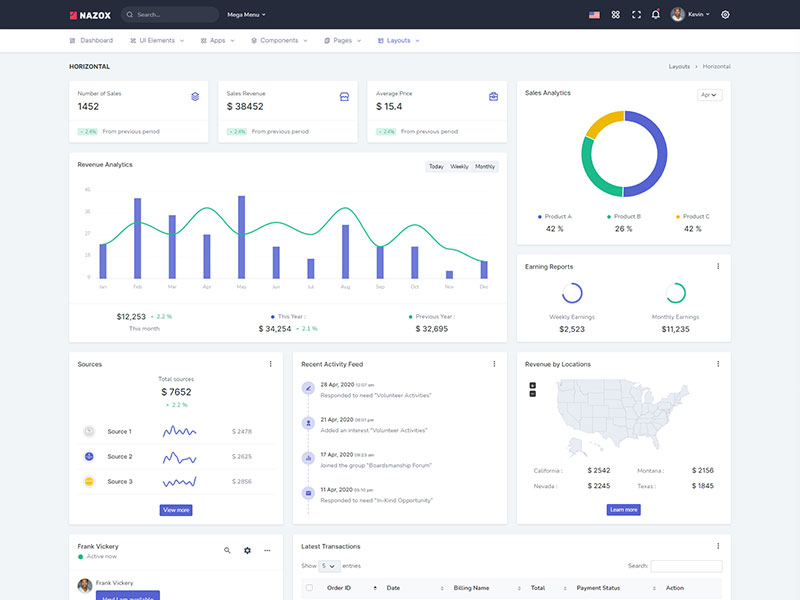 NAZOX
Search...
Mega Menu
Kevin
Dashboard
UI Elements
Apps
Components
Pages
Layouts
HORIZONTAL
Layouts > Horizontal
Number of Sales
1452
2.4% From previous period
Sales Revenue
$ 38452
2.4% From previous period
Average Price
$ 15.4
2.4% From previous period
Sales Analytics
Apr
Product A
42 %
Product B
26 %
Product C
42 %
Revenue Analytics
Today Weekly Monthly
45
36
27
18
9
0
Jan Feb Mar Apr May Jun Jul Aug Sep Oct Nov Dec
$12,253 2.2 %
This month
This Year :
$ 34,254 2.1 %
Previous Year :
$ 32,695
Earning Reports
Weekly Earnings
$2,523
Monthly Earnings
$11,235
Sources
Total sources
$ 7652
2.2 %
Source 1 $ 2478
Source 2 $ 2625
Source 3 $ 2856
View more
Recent Activity Feed
28 Apr, 2020 12:07 am
Responded to need "Volunteer Activities"
21 Apr, 2020 08:01 pm
Added an interest "Volunteer Activities"
17 Apr, 2020 09:23 am
Joined the group "Boardsmanship Forum"
11 Apr, 2020 05:10 pm
Responded to need "In-Kind Opportunity"
Revenue by Locations
+
−
California : $ 2542
Montana : $ 2156
Nevada : $ 2245
Texas : $ 1845
Learn more
Frank Vickery
Active now
Frank Vickery
Hey! I am available
Latest Transactions
Show 5 entries
Search:
Order ID Date Billing Name Total Payment Status Action